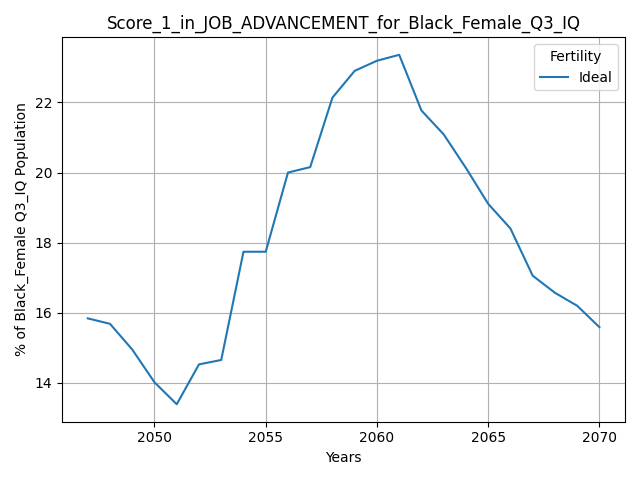 Score_1_in_JOB_ADVANCEMENT_for_Black_Female_Q3_IQ
Fertility
Ideal
% of Black_Female Q3_IQ Population
22
20
18
16
14
2050 2055 2060 2065 2070
Years